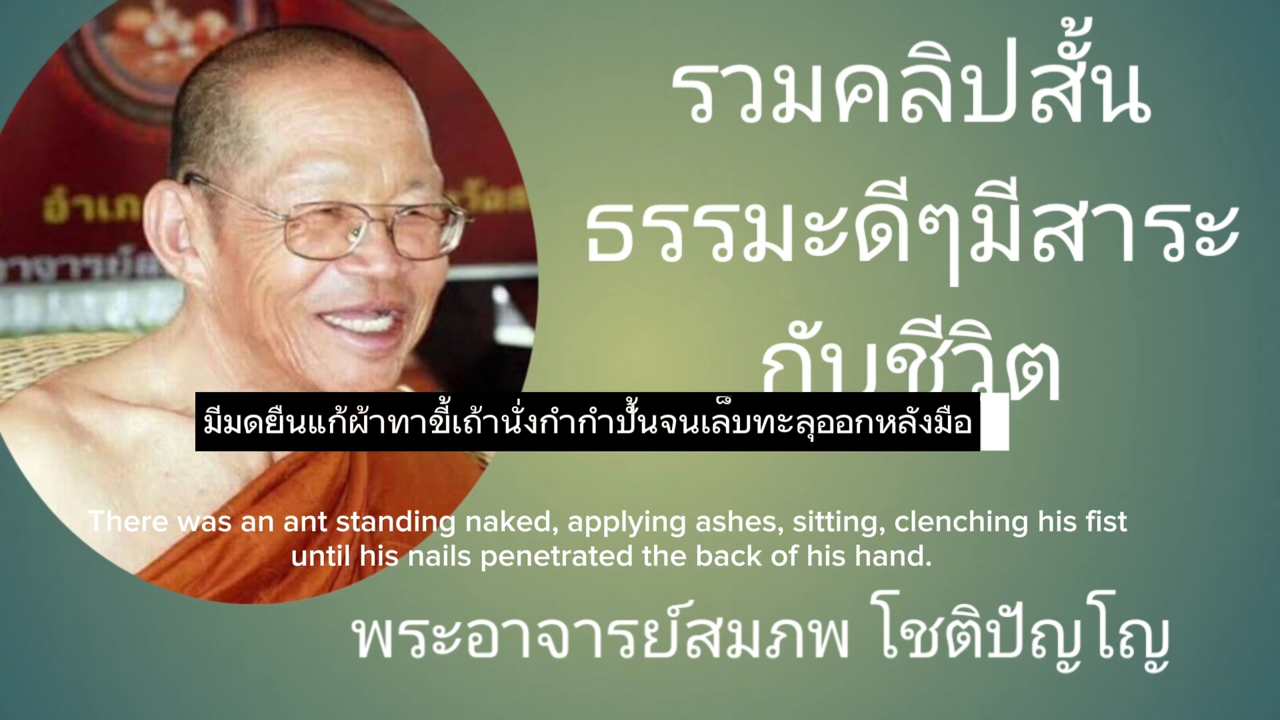 รวมคลิปสั้น
ธรรมะดีๆมีสาระ
กับชีวิต
อำเภ
มีมดยืนแก้ผ้าทาขี้เถ้านั่งกำกำปั้นจนเล็บทะลุออกหลังมือ
There was an ant standing naked, applying ashes, sitting, clenching his fist
until his nails penetrated the back of his hand.
พระอาจารย์สมภพ โชติปัญโญ